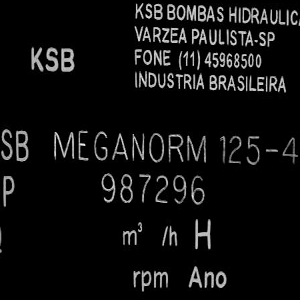 KSB BOMBAS HIDRAULICA
VARZEA PAULISTA-SP
KSB
FONE (11) 45968500
INDUSTRIA BRASILEIRA
SB MEGANORM 125-4
P 987296
m³ /h H
rpm Ano